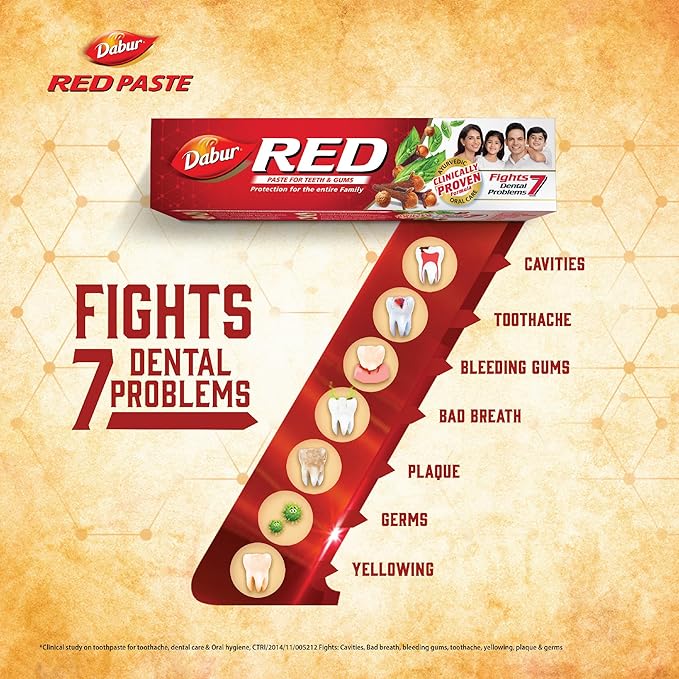 Dabur
RED PASTE
Dabur
RED
PASTE FOR TEETH & GUMS
Protection for the entire Family
AYURVEDIC
CLINICALLY
PROVEN
Formula
ORAL CARE
Fights
Dental
Problems
7
FIGHTS
7 DENTAL
PROBLEMS
CAVITIES
TOOTHACHE
BLEEDING GUMS
BAD BREATH
PLAQUE
GERMS
YELLOWING
*Clinical study on toothpaste for toothache, dental care & Oral hygiene, CTRI/2014/11/005212 Fights: Cavities, Bad breath, bleeding gums, toothache, yellowing, plaque & germs